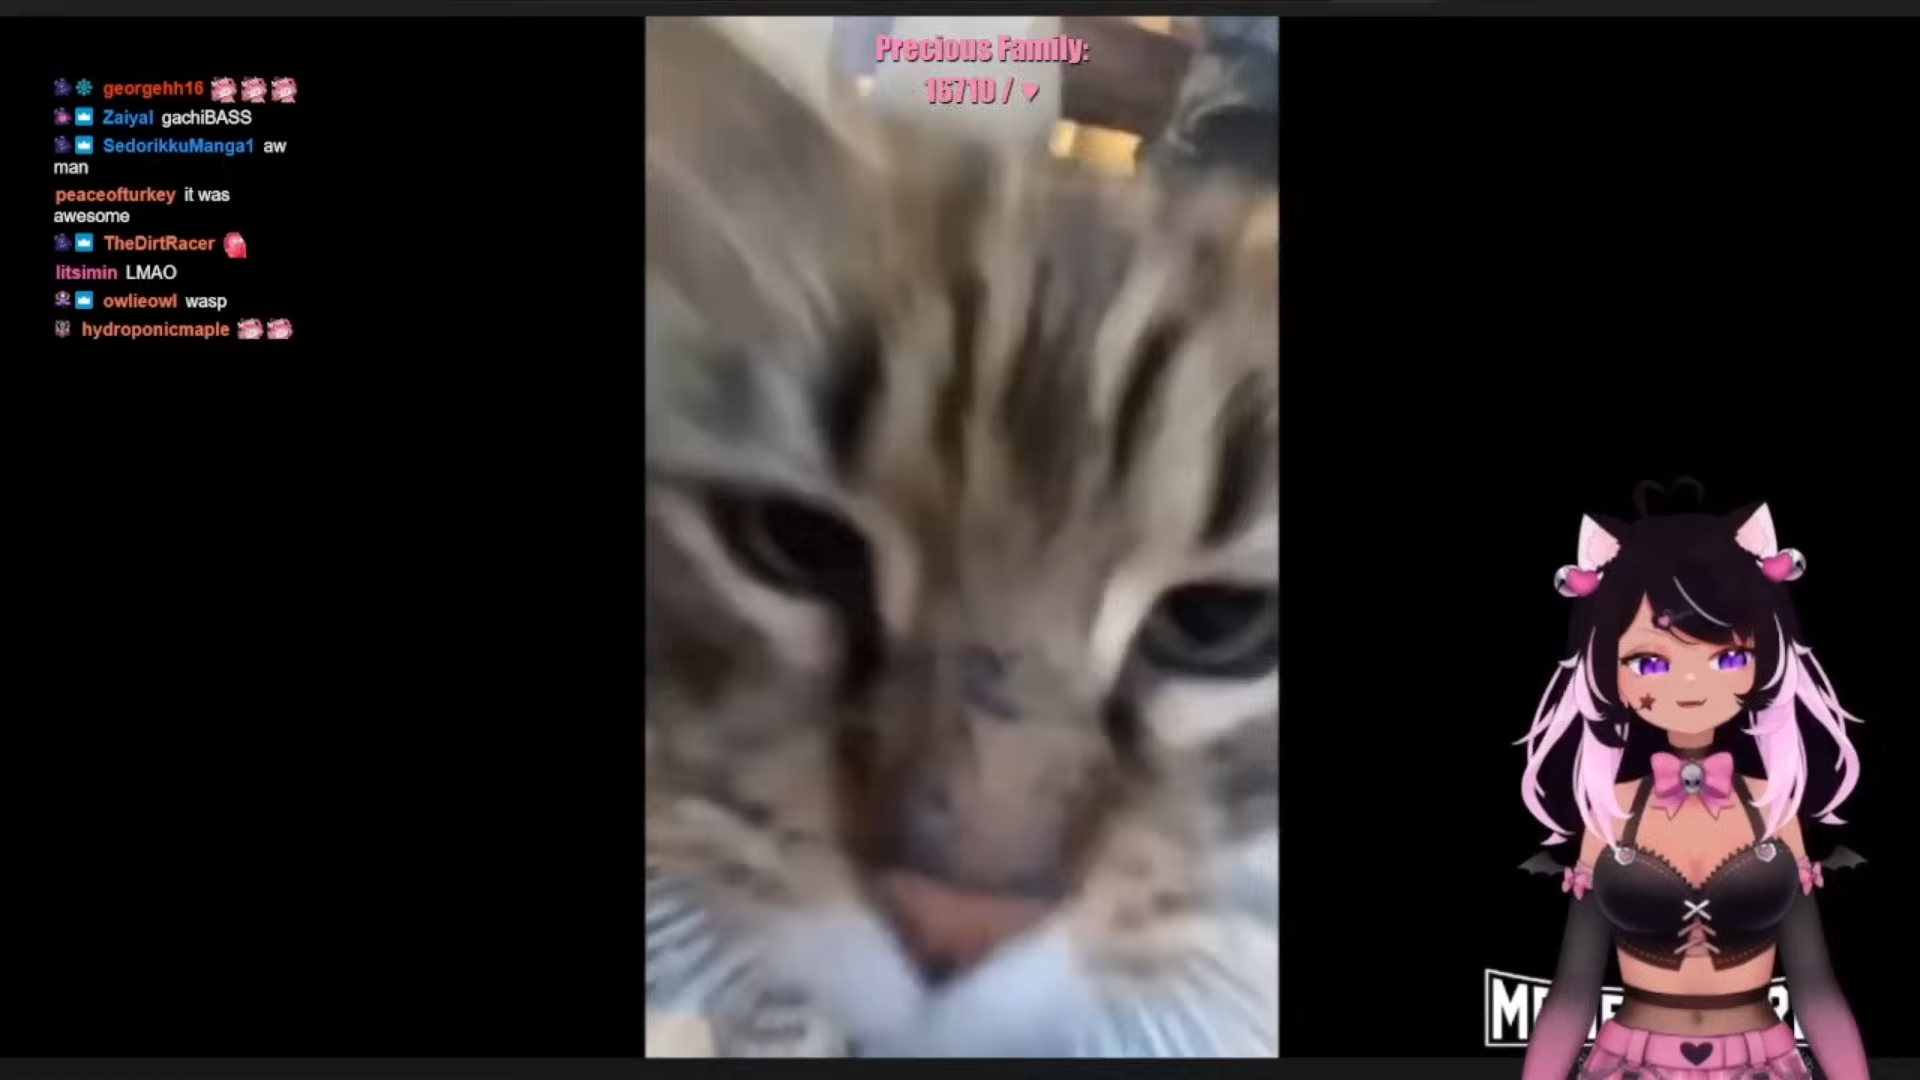 Precious Family:
16710 / ♥
georgehh16
Zaiyal gachiBASS
SedorikkuManga1 aw
man
peaceofturkey it was
awesome
TheDirtRacer
litsimin LMAO
owlieowl wasp
hydroponicmaple